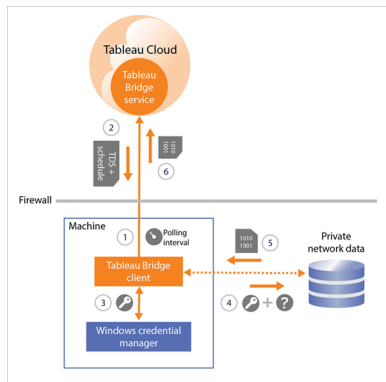 Tableau Cloud
Tableau
Bridge
service
2
TDS +
schedule
1010
1001
6
Firewall
Machine
1
Polling
interval
1010
1001
5
Private
network data
Tableau Bridge
client
3
4
+ ?
Windows credential
manager